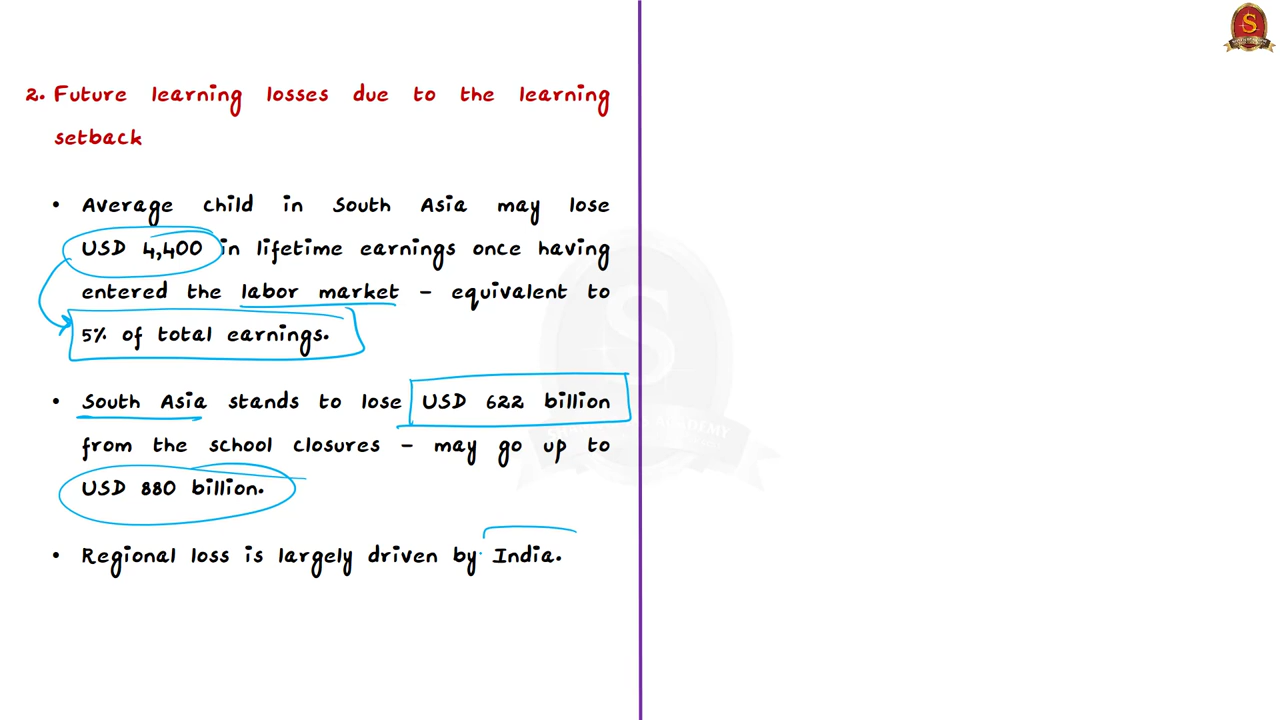 2. Future learning losses due to the learning
setback
• Average child in South Asia may lose
USD 4,400 in lifetime earnings once having
entered the labor market – equivalent to
5% of total earnings.
• South Asia stands to lose USD 622 billion
from the school closures – may go up to
USD 880 billion.
• Regional loss is largely driven by India.